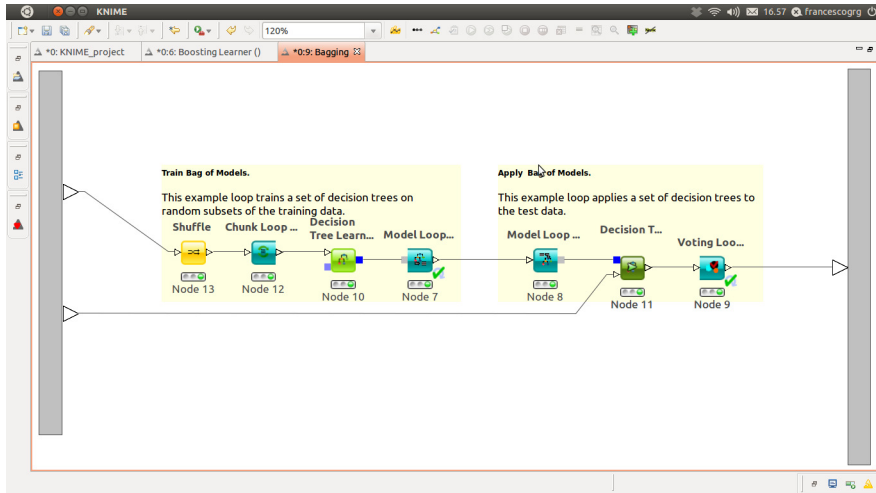 KNIME
16.57
francescogrg
120%
*0: KNIME_project
*0:6: Boosting Learner ()
*0:9: Bagging
Train Bag of Models.
This example loop trains a set of decision trees on
random subsets of the training data.
Shuffle
Chunk Loop ...
Decision
Tree Learn...
Model Loop...
Node 13
Node 12
Node 10
Node 7
Apply Bag of Models.
This example loop applies a set of decision trees to
the test data.
Model Loop ...
Decision T...
Voting Loo...
Node 8
Node 11
Node 9